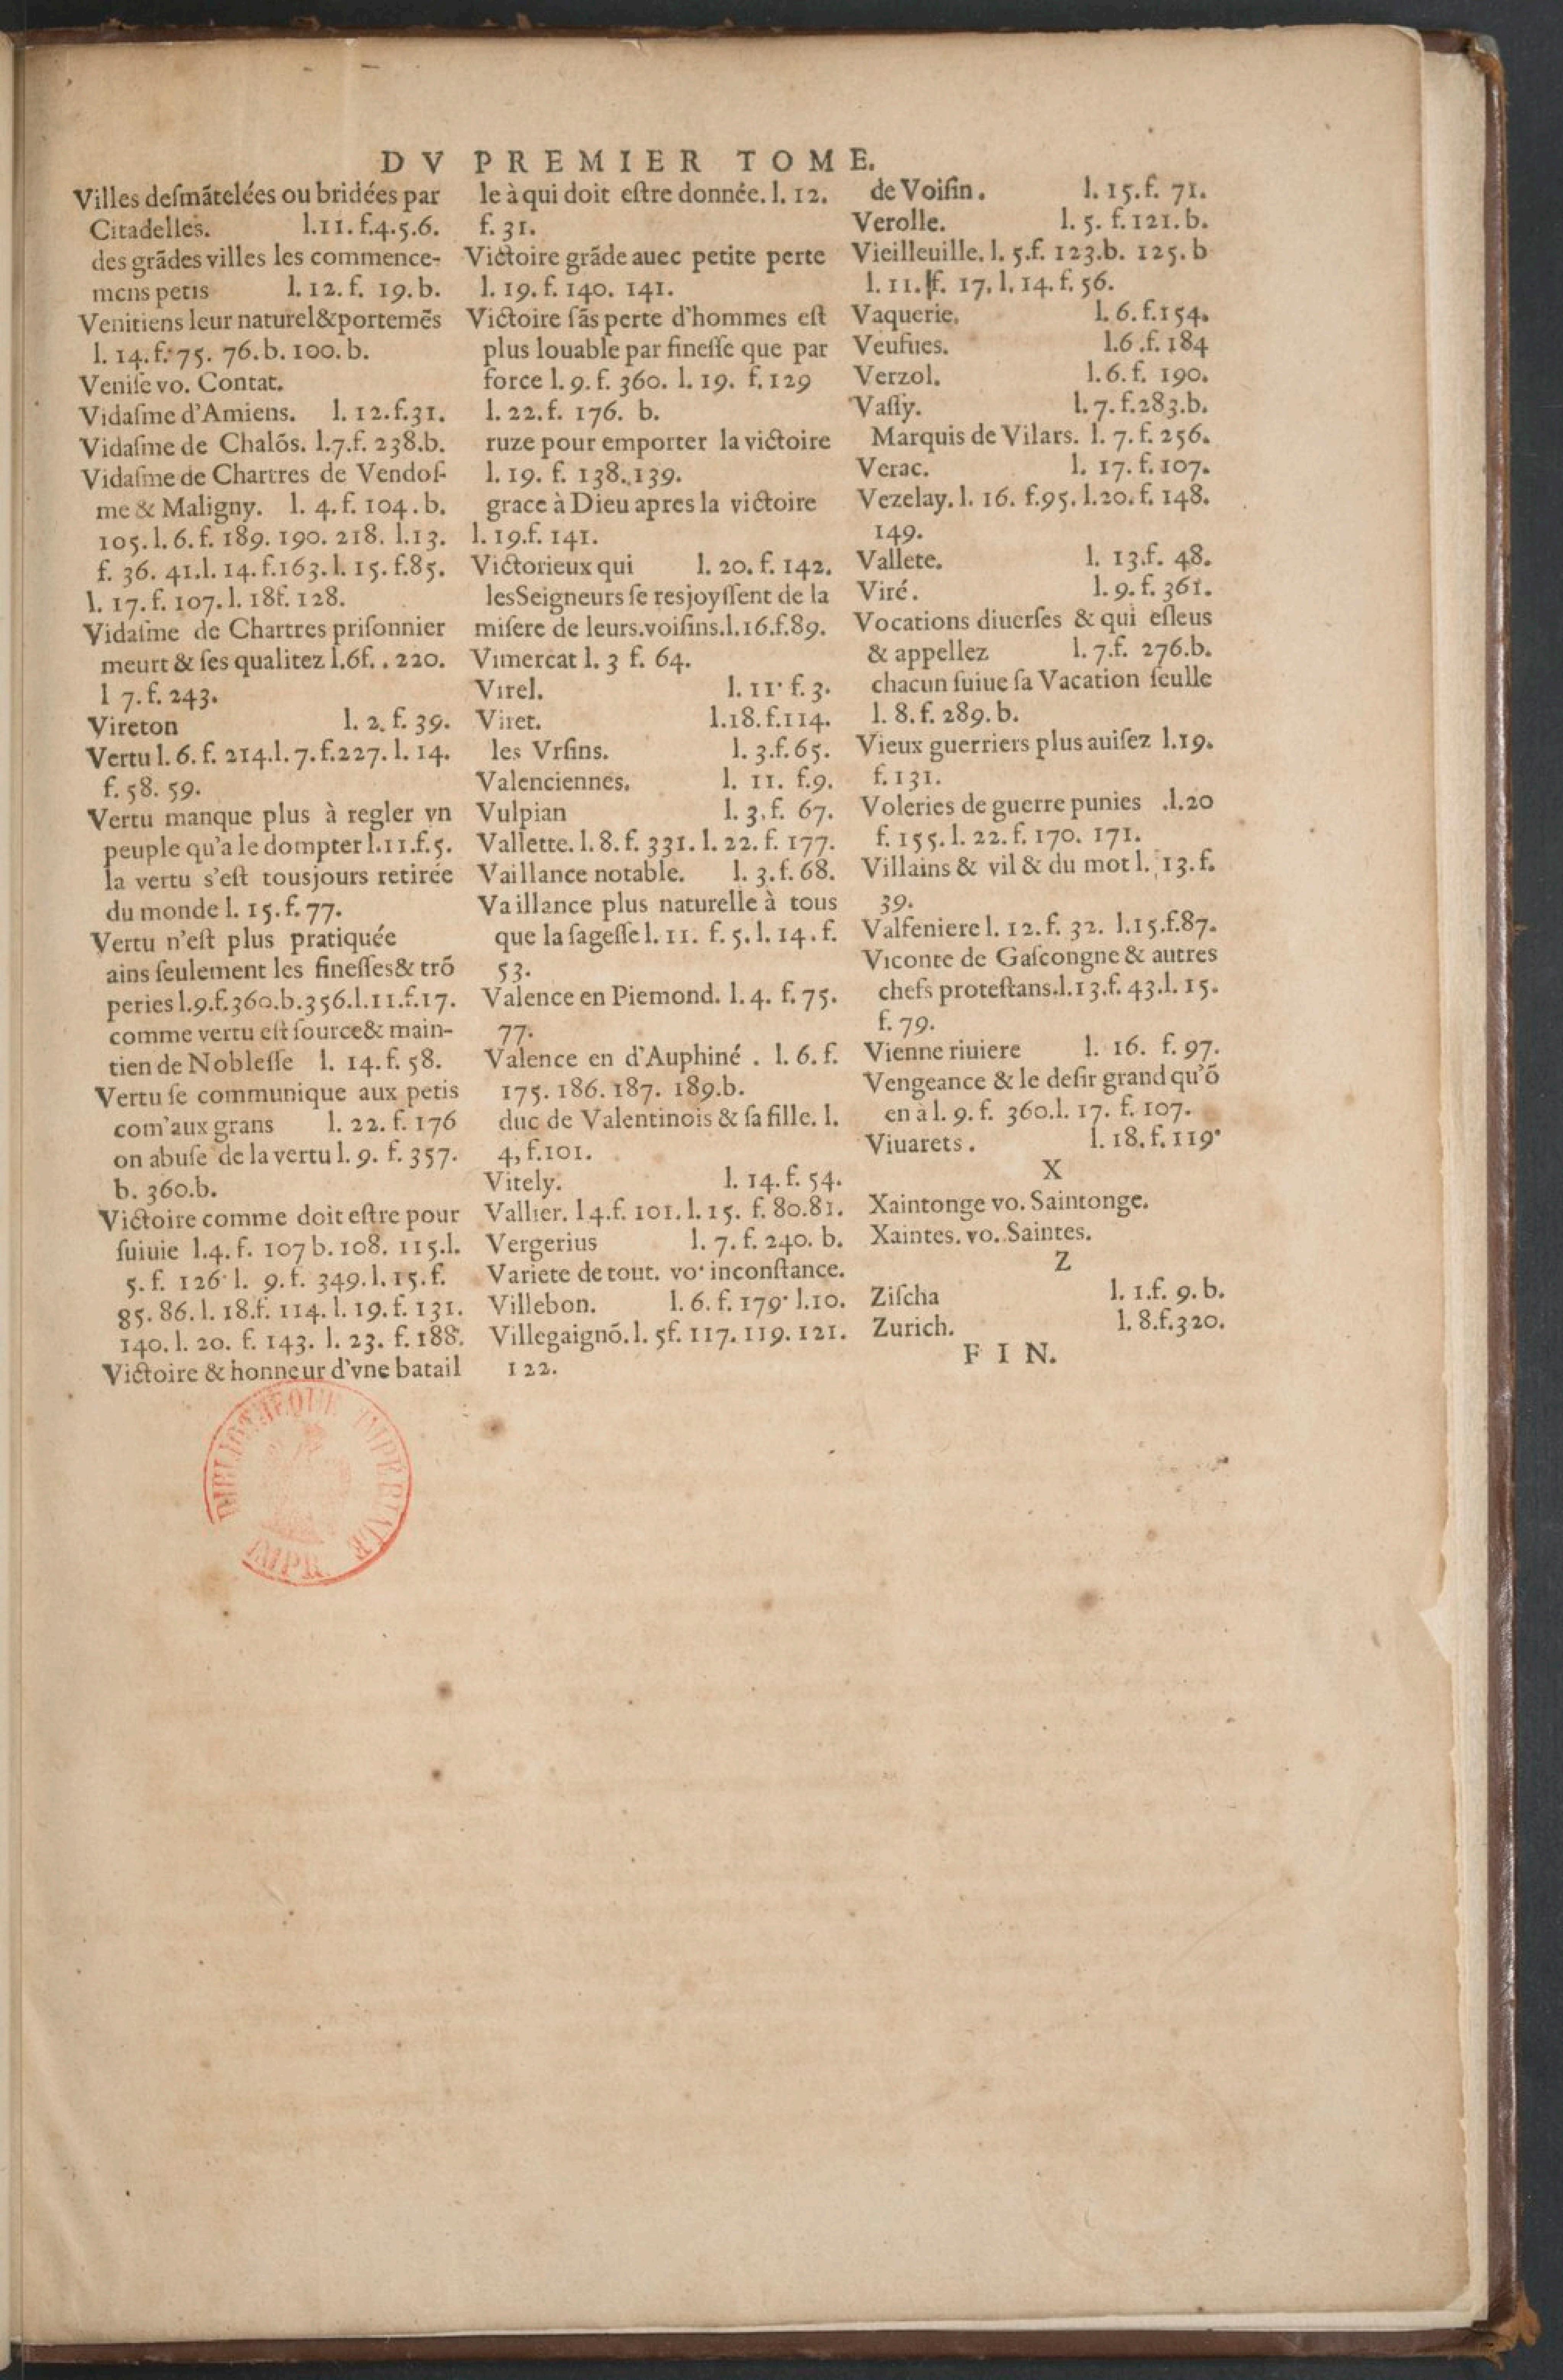 DV PREMIER TOME.
Villes deſmãtelées ou bridées par
Citadelles. l.11. f.4.5.6.
des grãdes villes les commence-
mens petis l. 12. f. 19. b.
Venitiens leur naturel&portemẽs
l. 14. f. 75. 76. b. 100. b.
Veniſe vo. Contat.
Vidaſme d'Amiens. l. 12. f.31.
Vidaſme de Chalõs. l.7.f. 238.b.
Vidaſme de Chartres de Vendoſ-
me & Maligny. l. 4. f. 104. b.
105. l. 6. f. 189. 190. 218. l.13.
f. 36. 41.l. 14. f.163. l. 15. f.85.
l. 17. f. 107. l. 18f. 128.
Vidaſme de Chartres priſonnier
meurt & ſes qualitez l.6f. . 220.
l 7. f. 243.
Vireton l. 2. f. 39.
Vertu l. 6. f. 214.l. 7. f.227. l. 14.
f. 58. 59.
Vertu manque plus à regler vn
peuple qu'a le dompter l.11.f.5.
la vertu s'eſt tousjours retirée
du monde l. 15. f. 77.
Vertu n'eſt plus pratiquée
ains ſeulement les fineſſes& trõ
peries l.9.f.360.b.356.l.11.f.17.
comme vertu eſt ſource& main-
tien de Nobleſſe l. 14. f. 58.
Vertu ſe communique aux petis
com'aux grans l. 22. f. 176
on abuſe de la vertu l. 9. f. 357.
b. 360.b.
Victoire comme doit eſtre pour
ſuiuie l.4. f. 107 b. 108. 115.l.
5. f. 126· l. 9. f. 349. l. 15. f.
85. 86. l. 18.f. 114. l. 19. f. 131.
140. l. 20. f. 143. l. 23. f. 188.
Victoire & honneur d'vne batail
le à qui doit eſtre donnée. l. 12.
f. 31.
Victoire grãde auec petite perte
l. 19. f. 140. 141.
Victoire ſãs perte d'hommes eſt
plus louable par fineſſe que par
force l. 9. f. 360. l. 19. f. 129
l. 22. f. 176. b.
ruze pour emporter la victoire
l. 19. f. 138. 139.
grace à Dieu apres la victoire
l. 19.f. 141.
Victorieux qui l. 20. f. 142.
lesSeigneurs ſe resjoyſſent de la
miſere de leurs.voiſins.l.16.f.89.
Vimercat l. 3 f. 64.
Virel. l. 11· f. 3.
Viret. l.18. f.114.
les Vrſins. l. 3.f. 65.
Valenciennes. l. 11. f.9.
Vulpian l. 3. f. 67.
Vallette. l. 8. f. 331. l. 22. f. 177.
Vaillance notable. l. 3. f. 68.
Vaillance plus naturelle à tous
que la ſageſſe l. 11. f. 5. l. 14. f.
53.
Valence en Piemond. l. 4. f. 75.
77.
Valence en d'Auphiné . l. 6. f.
175. 186. 187. 189.b.
duc de Valentinois & ſa fille. l.
4, f.101.
Vitely. l. 14. f. 54.
Vallier. l 4.f. 101. l. 15. f. 80.81.
Vergerius l. 7. f. 240. b.
Variete de tout. vo· inconſtance.
Villebon. l. 6. f. 179· l.10.
Villegaignõ. l. 5f. 117. 119. 121.
122.
de Voiſin. l. 15. f. 71.
Verolle. l. 5. f. 121. b.
Vieilleuille. l. 5.f. 123.b. 125. b
l. 11. f. 17. l. 14. f. 56.
Vaquerie. l. 6. f.154.
Veufues. l.6 .f. 184
Verzol. l. 6. f. 190.
Vaſſy. l. 7. f.283.b.
Marquis de Vilars. l. 7. f. 256.
Verac. l. 17. f. 107.
Vezelay. l. 16. f.95. l.20. f. 148.
149.
Vallete. l. 13.f. 48.
Viré. l. 9. f. 361.
Vocations diuerſes & qui eſleus
& appellez l. 7.f. 276.b.
chacun ſuiue ſa Vacation ſeulle
l. 8. f. 289. b.
Vieux guerriers plus auiſez l.19.
f. 131.
Voleries de guerre punies .l.20
f. 155. l. 22. f. 170. 171.
Villains & vil & du mot l. 13. f.
39.
Valfeniere l. 12. f. 32. l.15.f.87.
Viconte de Gaſcongne & autres
chefs proteſtans.l.13.f. 43.l. 15.
f. 79.
Vienne riuiere l. 16. f. 97.
Vengeance & le deſir grand qu'õ
en à l. 9. f. 360.l. 17. f. 107.
Viuarets. l. 18. f. 119·
X
Xaintonge vo. Saintonge.
Xaintes. vo. Saintes.
Z
Ziſcha l. 1.f. 9. b.
Zurich. l. 8.f.320.
FIN.
BIBLIOTHEQUE IMPERIALE
IMPR.